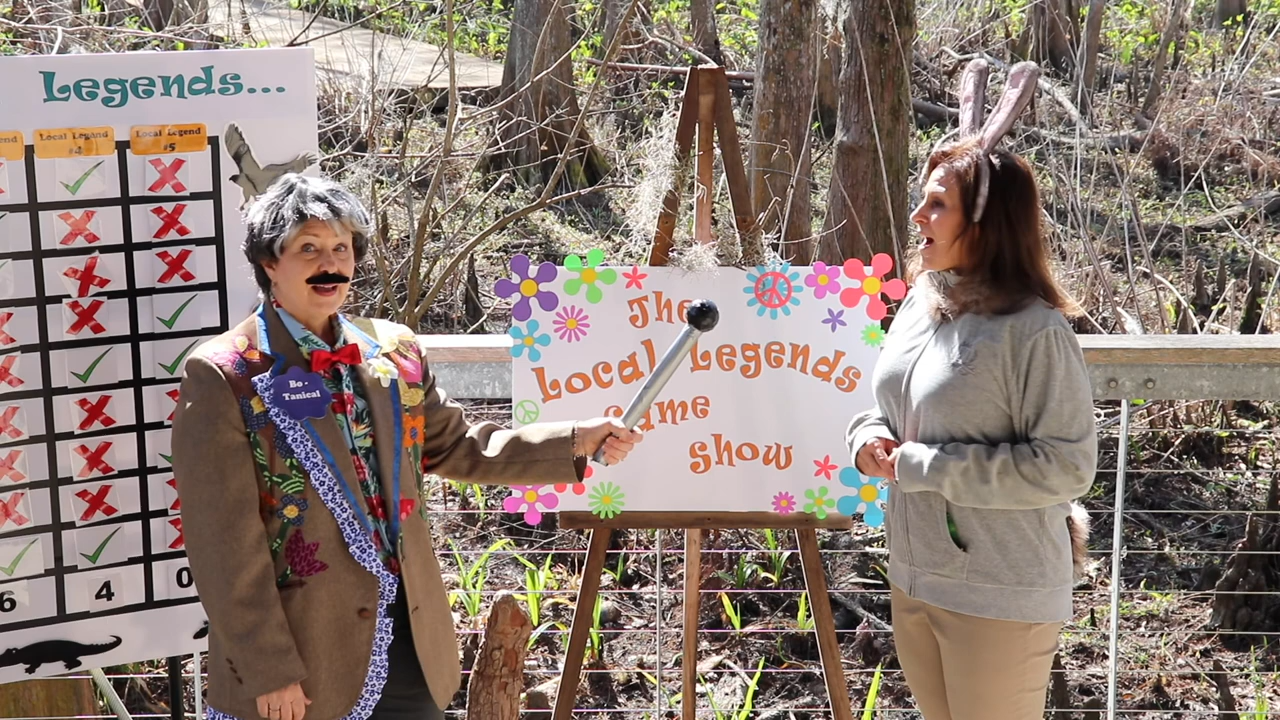 Legends...
Local Legend
#4
Local Legend
#5
6
4
0
Bo-
Tanical
The
Local Legends
Game
Show